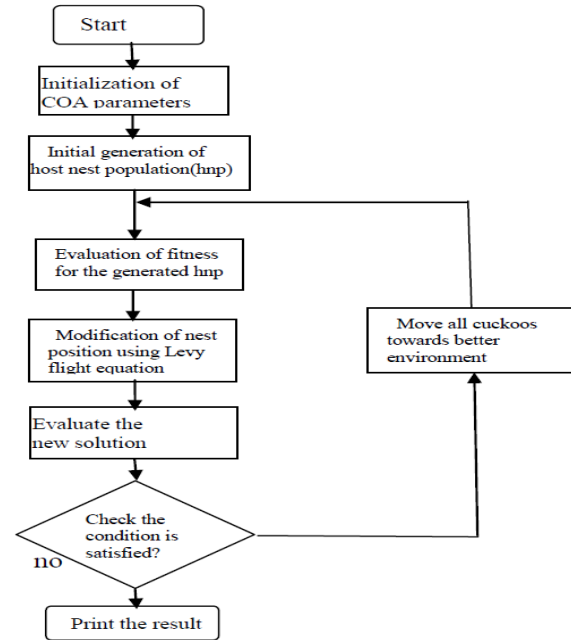 Start
Initialization of
COA parameters
Initial generation of
host nest population(hnp)
Evaluation of fitness
for the generated hnp
Modification of nest
position using Levy
flight equation
Move all cuckoos
towards better
environment
Evaluate the
new solution
Check the
condition is
satisfied?
no
Print the result